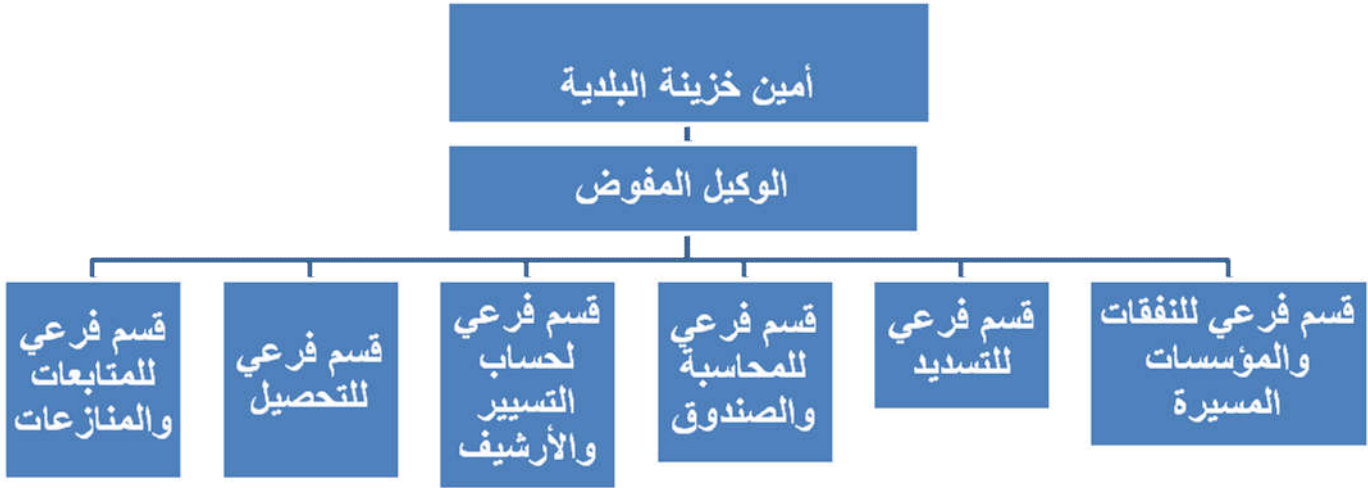 أمين خزينة البلدية
الوكيل المفوض
قسم فرعي للنفقات
والمؤسسات
المسيرة
قسم فرعي
للتسديد
قسم فرعي
للمحاسبة
والصندوق
قسم فرعي
لحساب
التسيير
والأرشيف
قسم فرعي
للتحصيل
قسم فرعي
للمتابعات
والمنازعات